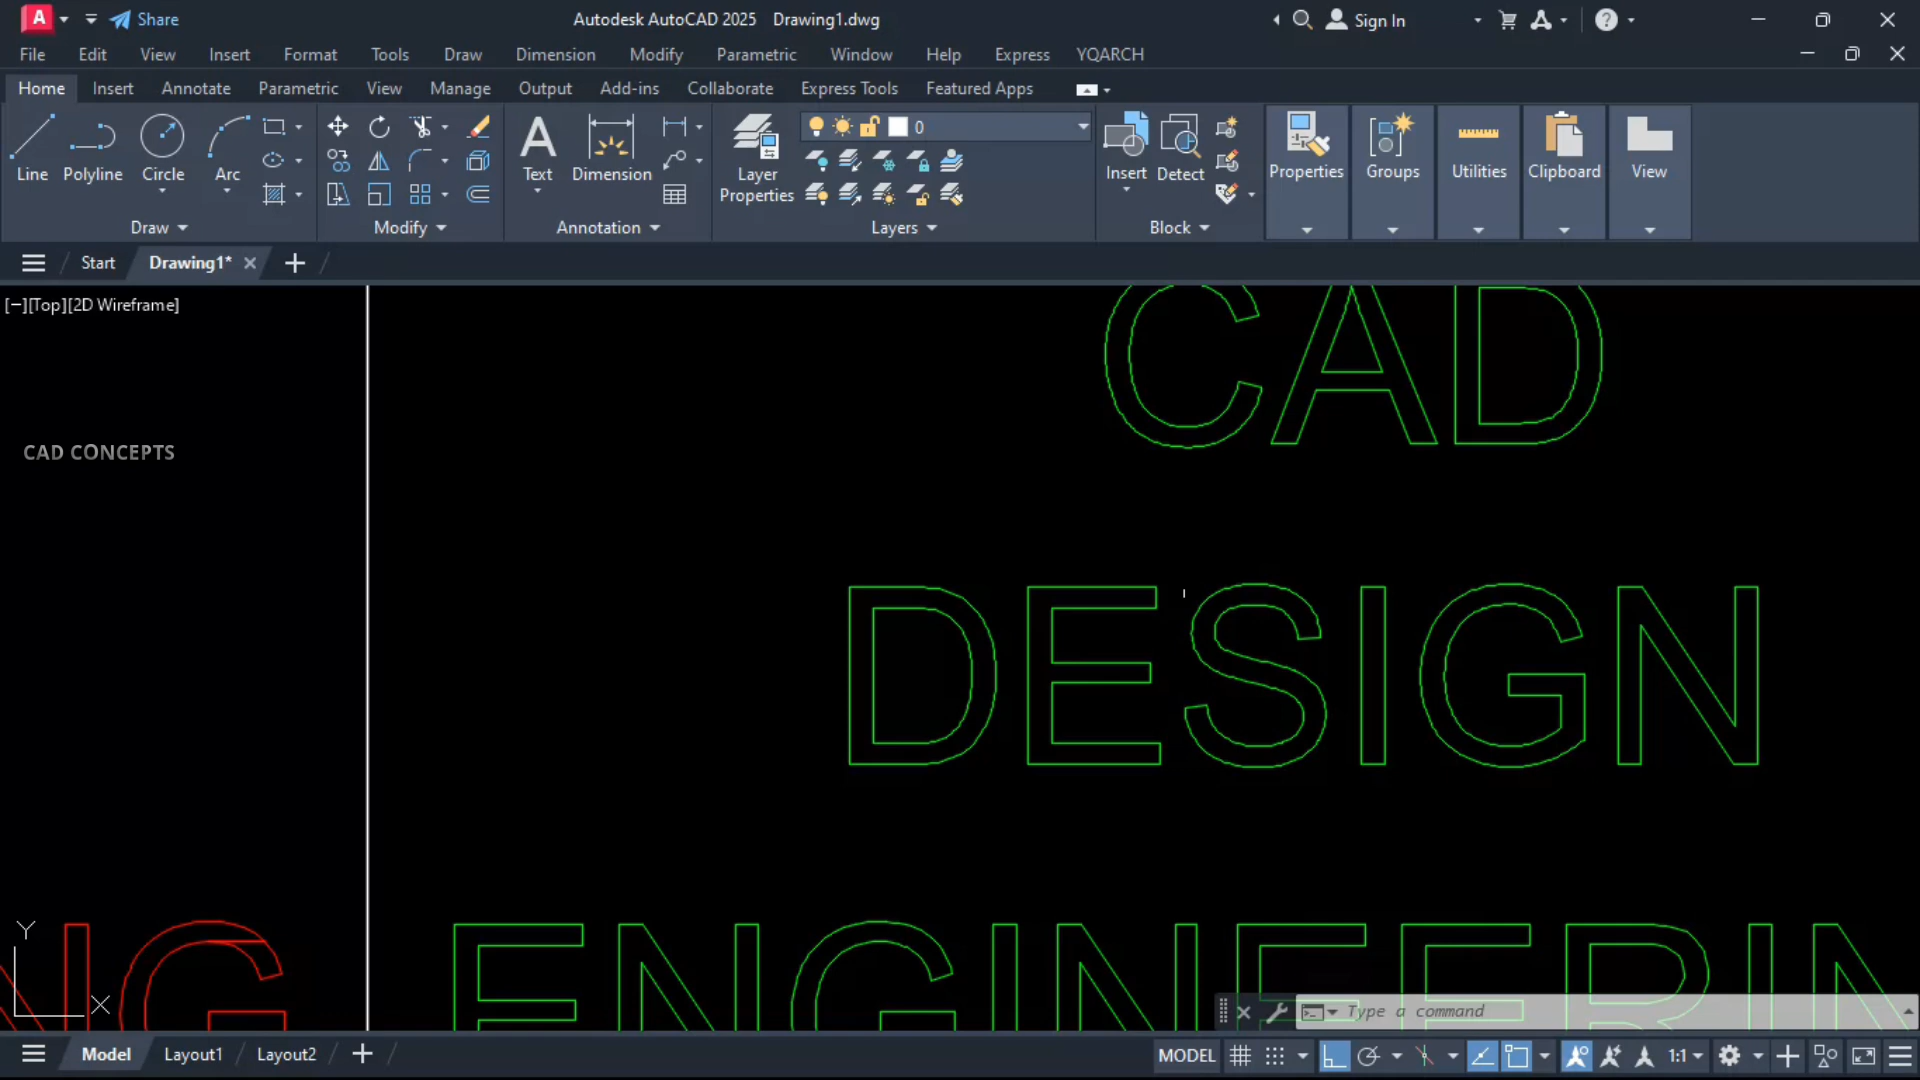 A Share Autodesk AutoCAD 2025 Drawing1.dwg Sign In ?
File Edit View Insert Format Tools Draw Dimension Modify Parametric Window Help Express YQARCH
Home Insert Annotate Parametric View Manage Output Add-ins Collaborate Express Tools Featured Apps
0
Line Polyline Circle Arc Text Dimension Layer Properties Insert Detect Properties Groups Utilities Clipboard View
Draw Modify Annotation Layers Block
Start Drawing1*
[−][Top][2D Wireframe]
CAD
CAD CONCEPTS
DESIGN
Y
X
NG ENGINEERIN
Type a command
Model Layout1 Layout2 MODEL 1:1